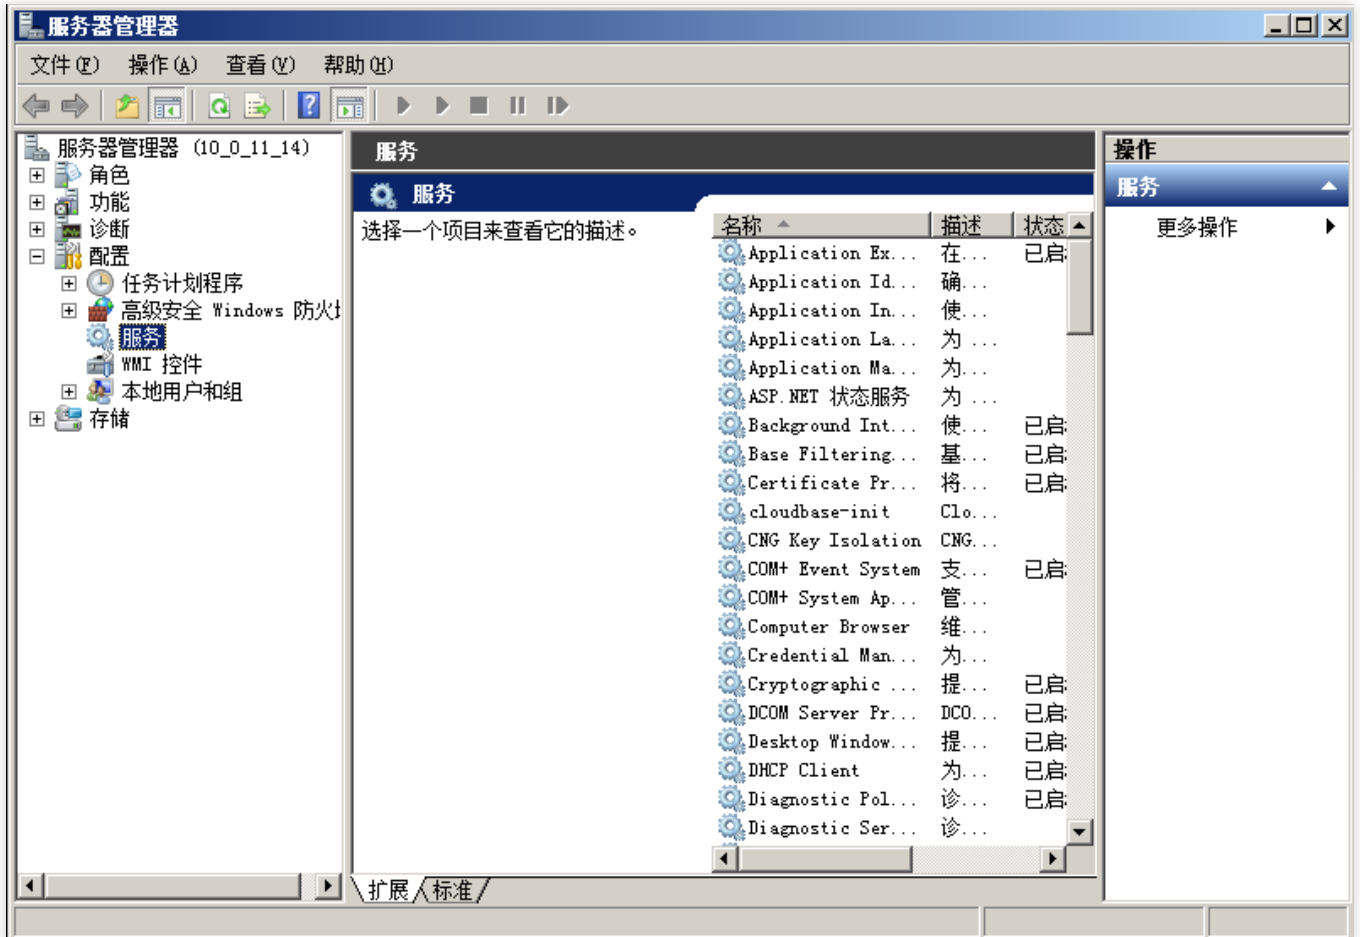 服务器管理器
文件(F) 操作(A) 查看(V) 帮助(H)
服务器管理器 (10_0_11_14)
角色
功能
诊断
配置
任务计划程序
高级安全 Windows 防火
服务
WMI 控件
本地用户和组
存储
服务
服务
选择一个项目来查看它的描述。
名称 描述 状态
Application Ex... 在... 已启
Application Id... 确...
Application In... 使...
Application La... 为 ...
Application Ma... 为...
ASP.NET 状态服务 为 ...
Background Int... 使... 已启
Base Filtering... 基... 已启
Certificate Pr... 将... 已启
cloudbase-init Clo...
CNG Key Isolation CNG...
COM+ Event System 支... 已启
COM+ System Ap... 管...
Computer Browser 维...
Credential Man... 为...
Cryptographic ... 提... 已启
DCOM Server Pr... DCO... 已启
Desktop Window... 提... 已启
DHCP Client 为... 已启
Diagnostic Pol... 诊... 已启
Diagnostic Ser... 诊...
扩展 标准
操作
服务
更多操作